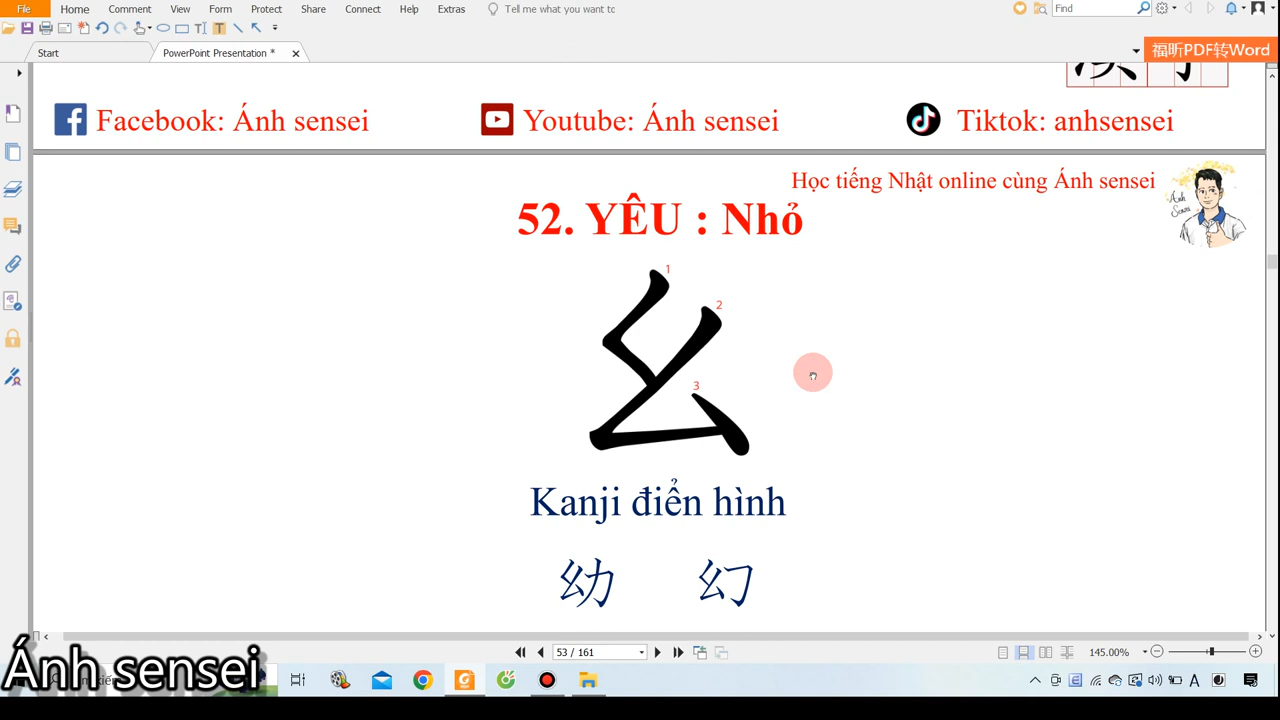 File Home Comment View Form Protect Share Connect Help Extras Tell me what you want to Find
Start PowerPoint Presentation * 福昕PDF转Word
Facebook: Ánh sensei Youtube: Ánh sensei Tiktok: anhsensei
Học tiếng Nhật online cùng Ánh sensei
Ánh Sensei
52. YÊU : Nhỏ
1
2
3
幺
Kanji điển hình
幼 幻
53 / 161 145.00%
Ánh sensei